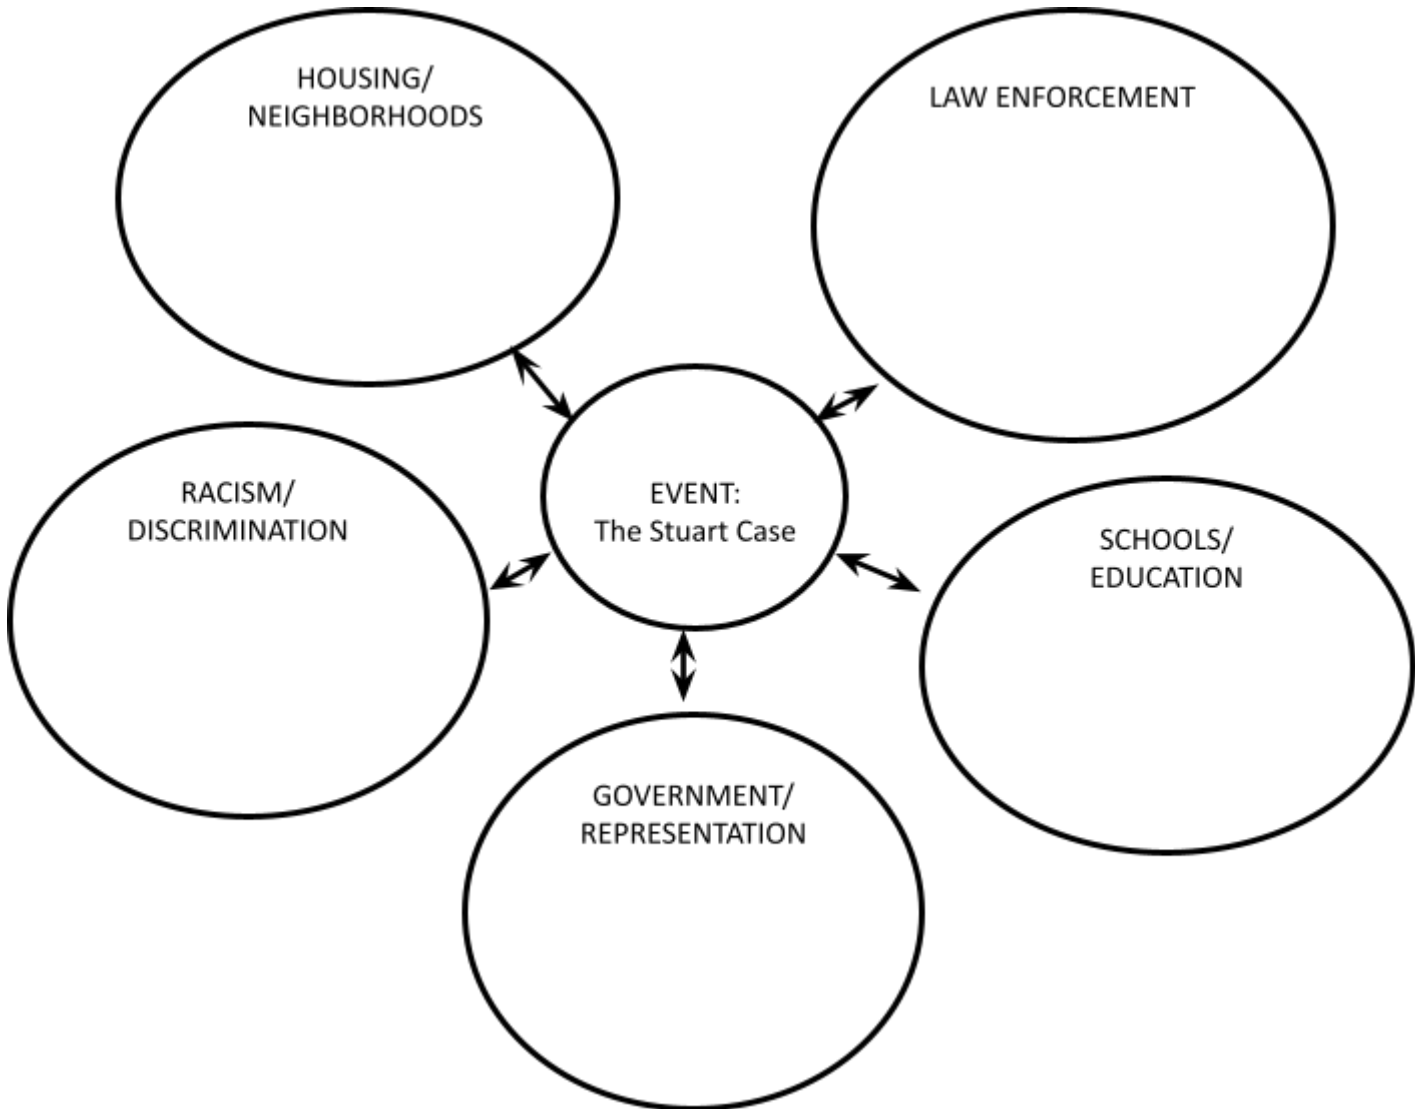 HOUSING/
NEIGHBORHOODS
LAW ENFORCEMENT
RACISM/
DISCRIMINATION
EVENT:
The Stuart Case
SCHOOLS/
EDUCATION
GOVERNMENT/
REPRESENTATION